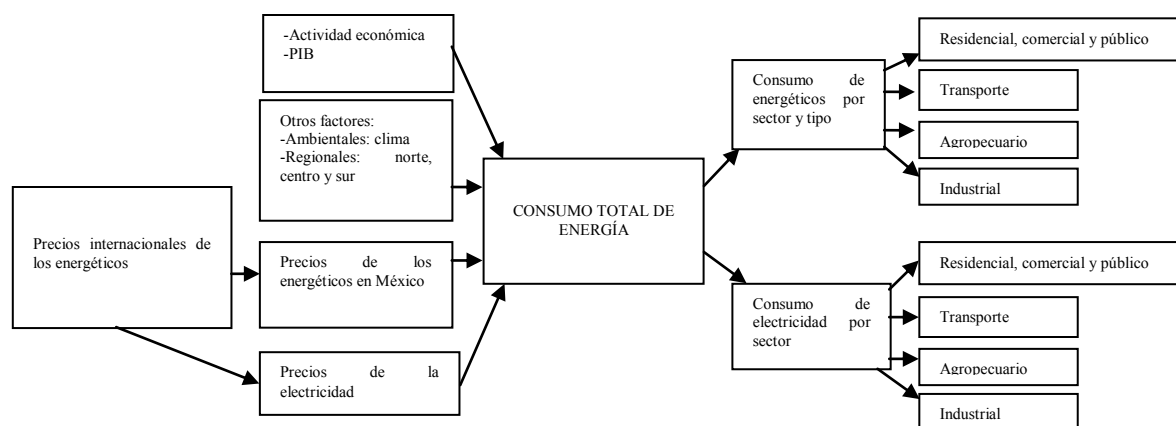 Precios internacionales de
los energéticos
-Actividad económica
-PIB
Otros factores:
-Ambientales: clima
-Regionales: norte,
centro y sur
Precios de los
energéticos en México
Precios de la
electricidad
CONSUMO TOTAL DE
ENERGÍA
Consumo de
energéticos por
sector y tipo
Residencial, comercial y público
Transporte
Agropecuario
Industrial
Consumo de
electricidad por
sector
Residencial, comercial y público
Transporte
Agropecuario
Industrial